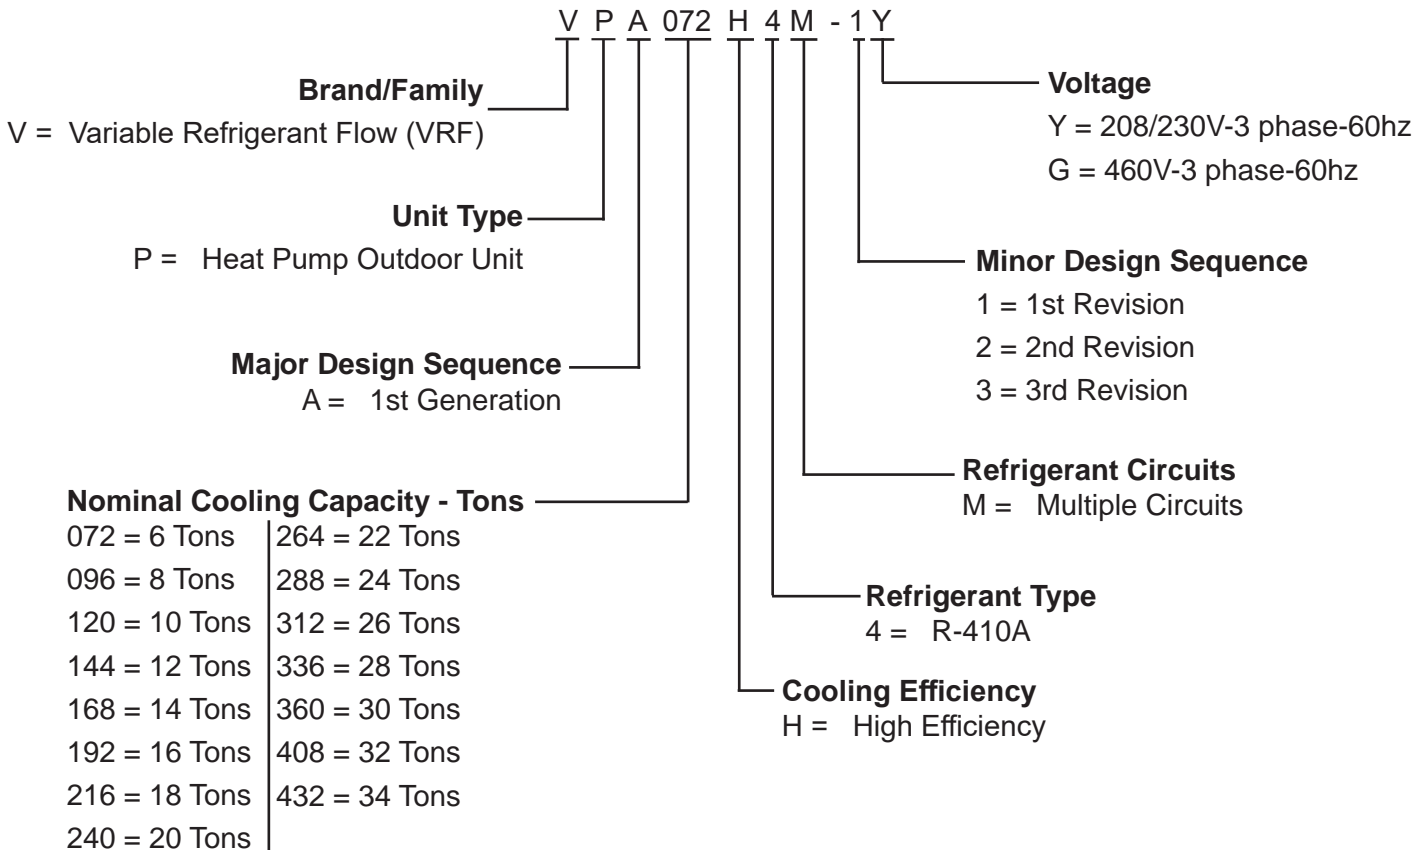 V P A 072 H 4 M - 1 Y
Brand/Family
V = Variable Refrigerant Flow (VRF)
Unit Type
P = Heat Pump Outdoor Unit
Major Design Sequence
A = 1st Generation
Nominal Cooling Capacity - Tons
072 = 6 Tons
096 = 8 Tons
120 = 10 Tons
144 = 12 Tons
168 = 14 Tons
192 = 16 Tons
216 = 18 Tons
240 = 20 Tons
264 = 22 Tons
288 = 24 Tons
312 = 26 Tons
336 = 28 Tons
360 = 30 Tons
408 = 32 Tons
432 = 34 Tons
Voltage
Y = 208/230V-3 phase-60hz
G = 460V-3 phase-60hz
Minor Design Sequence
1 = 1st Revision
2 = 2nd Revision
3 = 3rd Revision
Refrigerant Circuits
M = Multiple Circuits
Refrigerant Type
4 = R-410A
Cooling Efficiency
H = High Efficiency